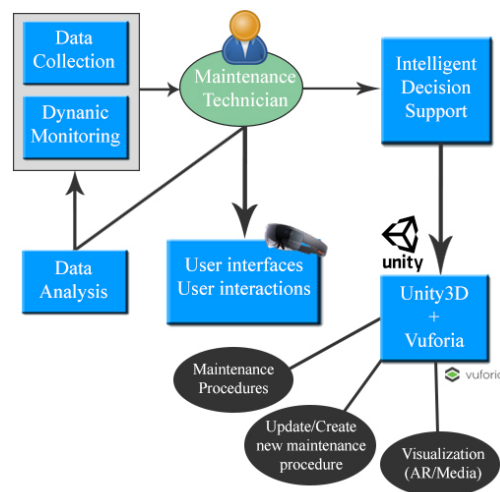 Data
Collection
Dynanic
Monitoring
Maintenance
Technician
Intelligent
Decision
Support
Data
Analysis
User interfaces
User interactions
unity
Unity3D
+
Vuforia
vuforia
Maintenance
Procedures
Update/Create
new maintenance
procedure
Visualization
(AR/Media)